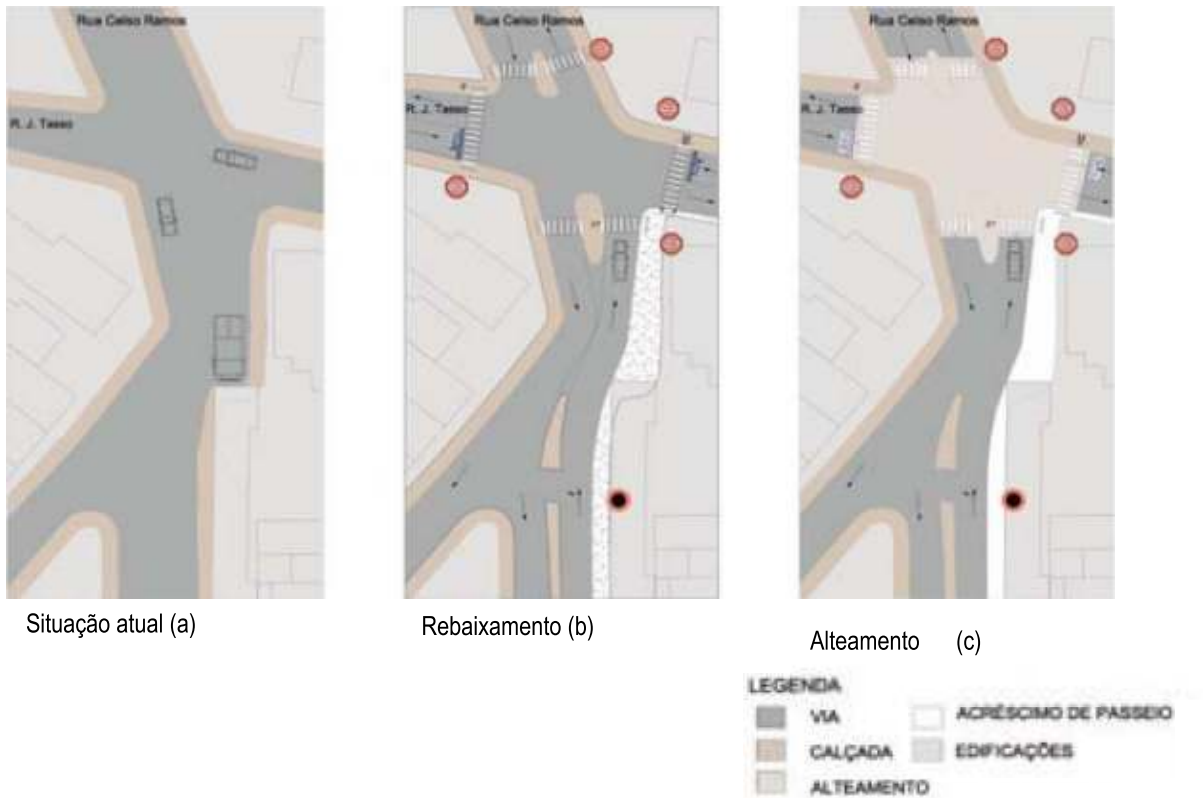 Rua Celso Ramos
R. J. Tasso
Situação atual (a)
Rua Celso Ramos
R. J. Tasso
Rebaixamento (b)
Rua Celso Ramos
R. J. Tasso
Alteamento (c)
LEGENDA
VIA
CALÇADA
ALTEAMENTO
ACRÉSCIMO DE PASSEIO
EDIFICAÇÕES